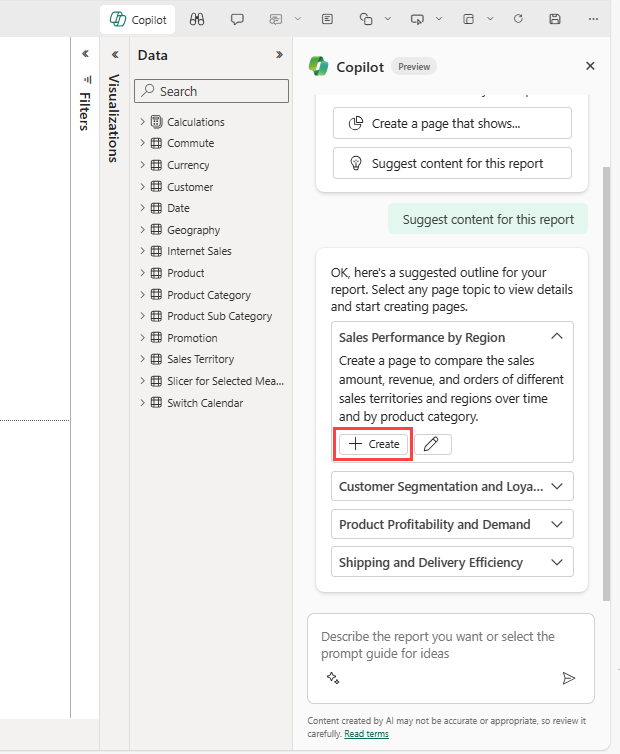 Copilot
Filters
Visualizations
Data
Search
Calculations
Commute
Currency
Customer
Date
Geography
Internet Sales
Product
Product Category
Product Sub Category
Promotion
Sales Territory
Slicer for Selected Mea...
Switch Calendar
Copilot Preview
Create a page that shows...
Suggest content for this report
Suggest content for this report
OK, here's a suggested outline for your
report. Select any page topic to view details
and start creating pages.
Sales Performance by Region
Create a page to compare the sales
amount, revenue, and orders of different
sales territories and regions over time
and by product category.
Create
Customer Segmentation and Loya...
Product Profitability and Demand
Shipping and Delivery Efficiency
Describe the report you want or select the
prompt guide for ideas
Content created by AI may not be accurate or appropriate, so review it
carefully. Read terms